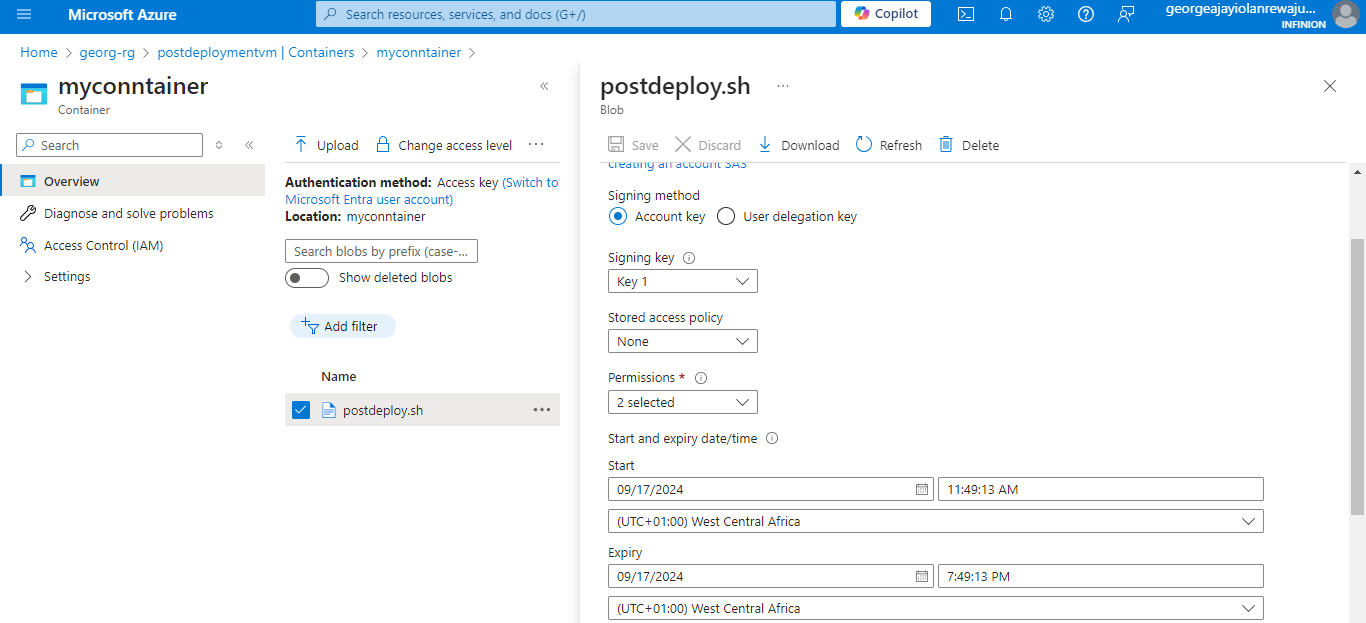 Microsoft Azure
Search resources, services, and docs (G+/)
Copilot
georgeajayiolanrewaju...
INFINION
Home > georg-rg > postdeploymentvm | Containers > myconntainer >
myconntainer
Container
Search
Overview
Diagnose and solve problems
Access Control (IAM)
Settings
Upload
Change access level
Authentication method: Access key (Switch to
Microsoft Entra user account)
Location: myconntainer
Search blobs by prefix (case-...
Show deleted blobs
Add filter
Name
postdeploy.sh
postdeploy.sh
Blob
Save Discard Download Refresh Delete
creating an account SAS
Signing method
Account key User delegation key
Signing key
Key 1
Stored access policy
None
Permissions *
2 selected
Start and expiry date/time
Start
09/17/2024 11:49:13 AM
(UTC+01:00) West Central Africa
Expiry
09/17/2024 7:49:13 PM
(UTC+01:00) West Central Africa